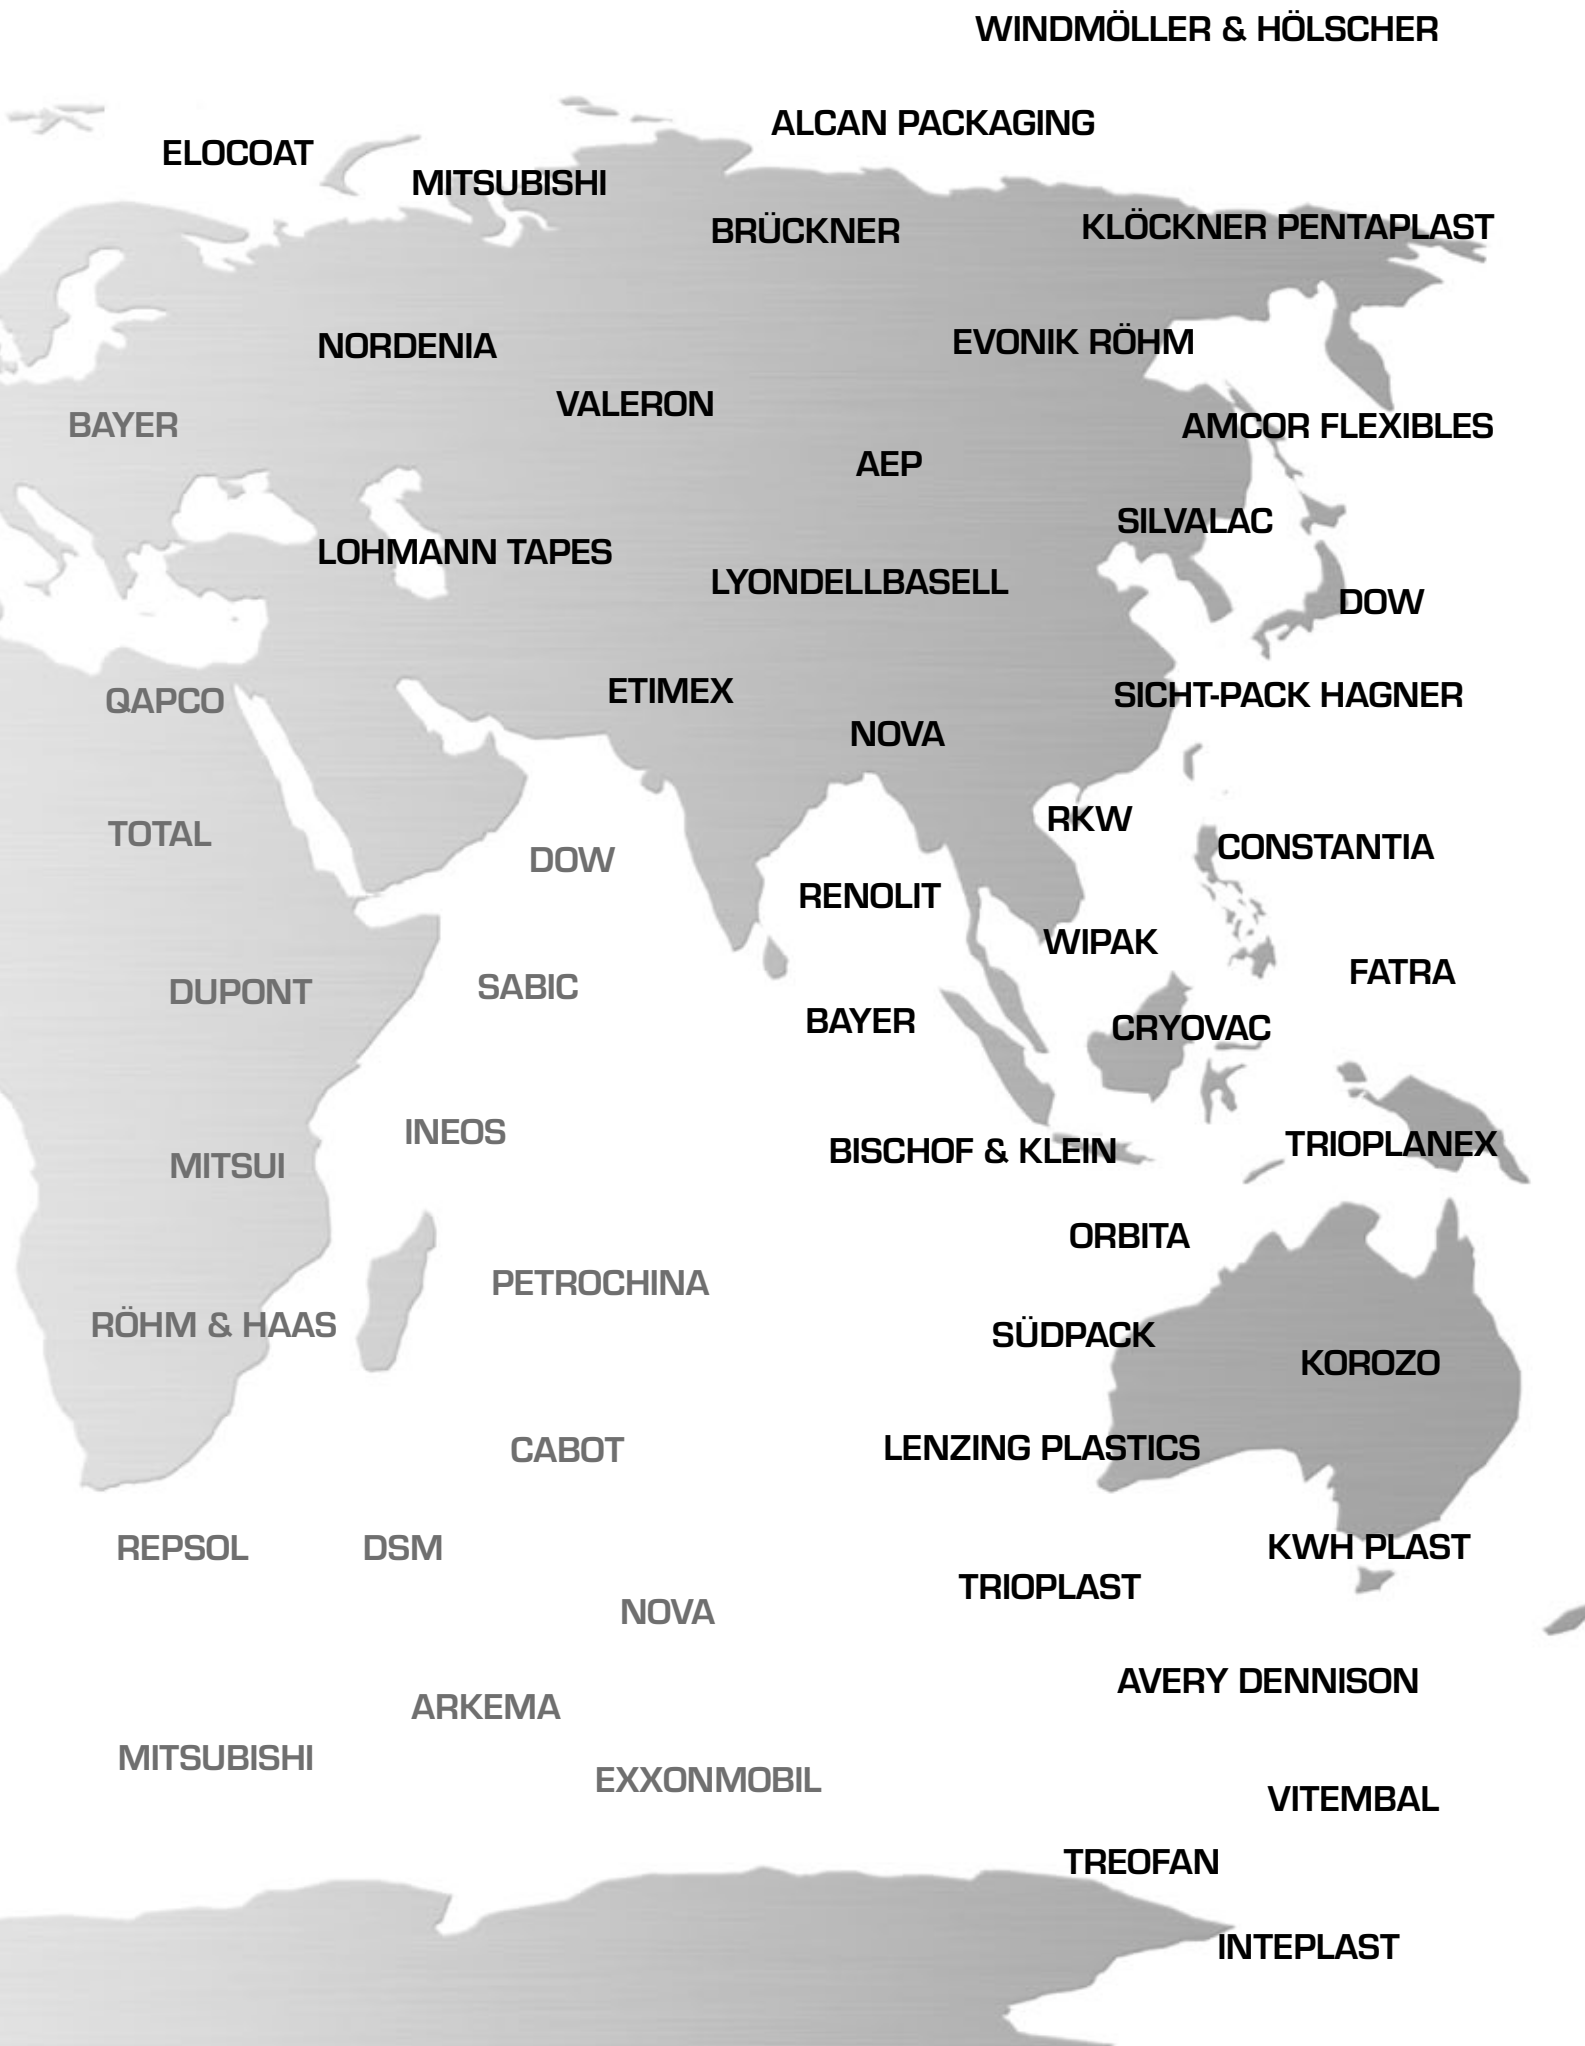 WINDMÖLLER & HÖLSCHER
ALCAN PACKAGING
ELOCOAT
MITSUBISHI
BRÜCKNER
KLÖCKNER PENTAPLAST
NORDENIA
EVONIK RÖHM
VALERON
BAYER
AMCOR FLEXIBLES
AEP
SILVALAC
LOHMANN TAPES
LYONDELLBASELL
DOW
QAPCO
ETIMEX
SICHT-PACK HAGNER
NOVA
RKW
TOTAL
CONSTANTIA
DOW
RENOLIT
WIPAK
FATRA
DUPONT
SABIC
BAYER
CRYOVAC
INEOS
TRIOPLANEX
BISCHOF & KLEIN
MITSUI
ORBITA
PETROCHINA
RÖHM & HAAS
SÜDPACK
KOROZO
CABOT
LENZING PLASTICS
REPSOL
DSM
KWH PLAST
TRIOPLAST
NOVA
AVERY DENNISON
ARKEMA
MITSUBISHI
EXXONMOBIL
VITEMBAL
TREOFAN
INTEPLAST